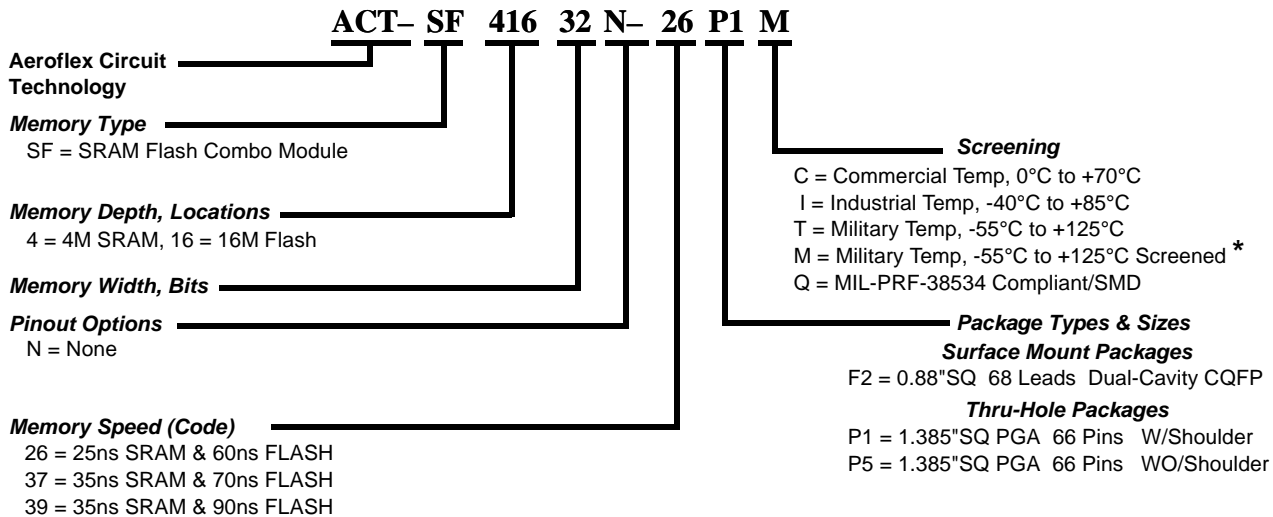 ACT– SF 416 32 N– 26 P1 M
Aeroflex Circuit
Technology
Memory Type
SF = SRAM Flash Combo Module
Memory Depth, Locations
4 = 4M SRAM, 16 = 16M Flash
Memory Width, Bits
Pinout Options
N = None
Memory Speed (Code)
26 = 25ns SRAM & 60ns FLASH
37 = 35ns SRAM & 70ns FLASH
39 = 35ns SRAM & 90ns FLASH
Screening
C = Commercial Temp, 0°C to +70°C
I = Industrial Temp, -40°C to +85°C
T = Military Temp, -55°C to +125°C
M = Military Temp, -55°C to +125°C Screened *
Q = MIL-PRF-38534 Compliant/SMD
Package Types & Sizes
Surface Mount Packages
F2 = 0.88"SQ 68 Leads Dual-Cavity CQFP
Thru-Hole Packages
P1 = 1.385"SQ PGA 66 Pins W/Shoulder
P5 = 1.385"SQ PGA 66 Pins WO/Shoulder